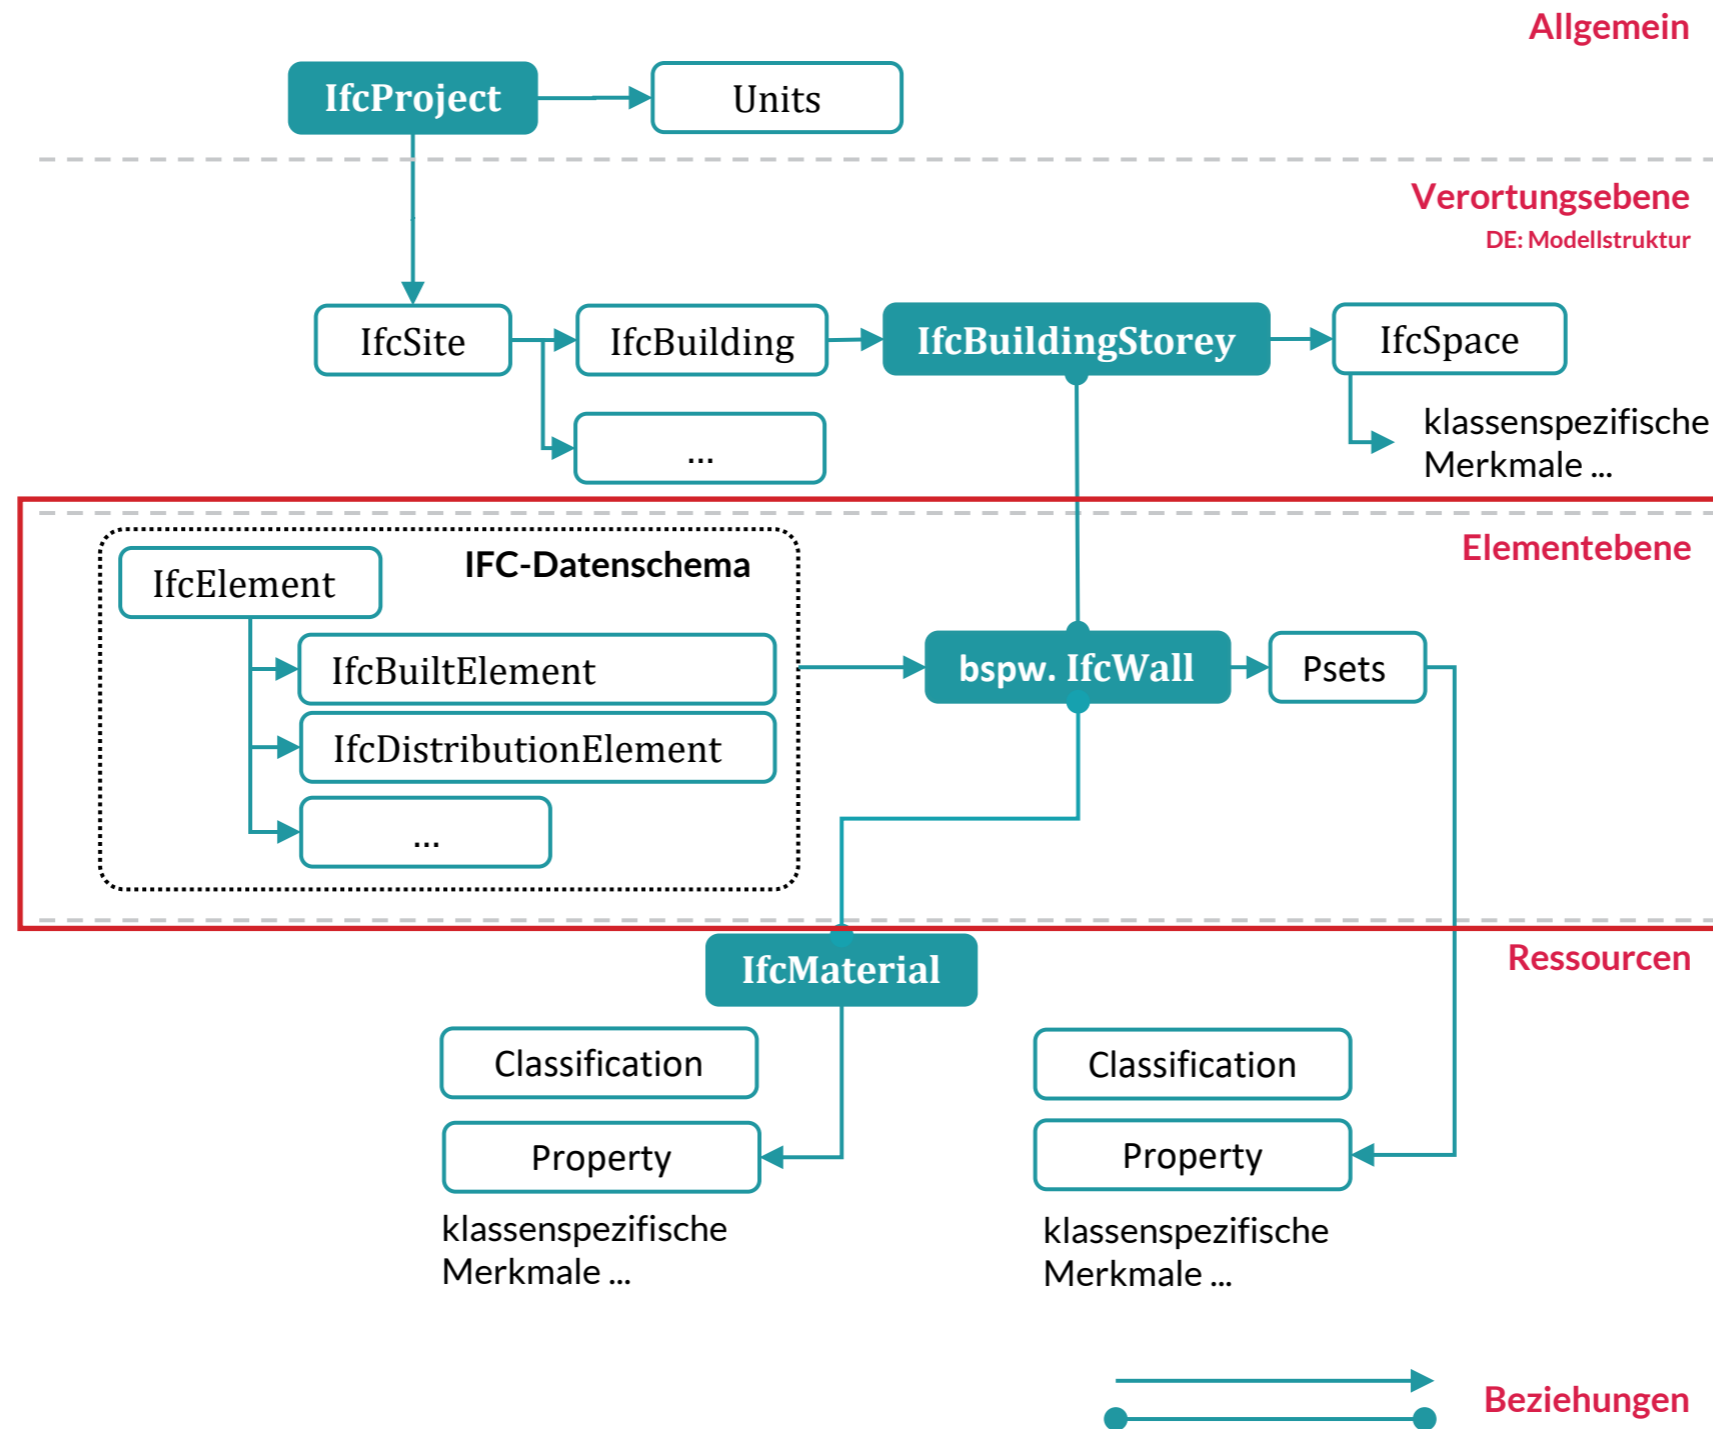 Allgemein
IfcProject
Units
Verortungsebene
DE: Modellstruktur
IfcSite
IfcBuilding
IfcBuildingStorey
IfcSpace
...
klassenspezifische
Merkmale ...
Elementebene
IFC-Datenschema
IfcElement
IfcBuiltElement
IfcDistributionElement
...
bspw. IfcWall
Psets
Ressourcen
IfcMaterial
Classification
Property
klassenspezifische
Merkmale ...
Classification
Property
klassenspezifische
Merkmale ...
Beziehungen